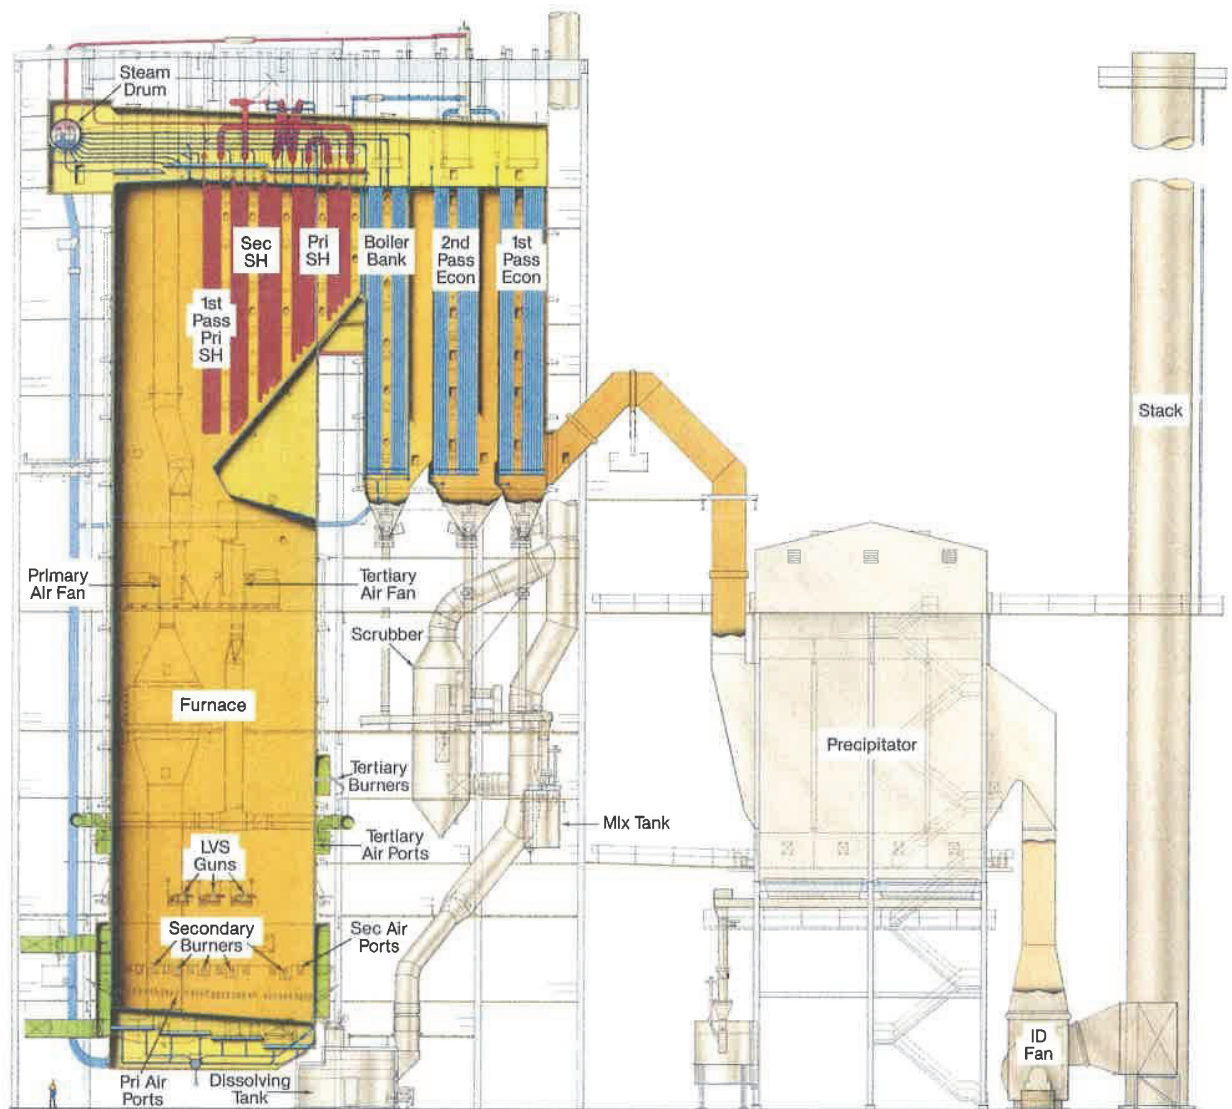 Steam
Drum
Sec
SH
Pri
SH
Boiler
Bank
2nd
Pass
Econ
1st
Pass
Econ
1st
Pass
Pri
SH
Stack
Primary
Air Fan
Tertiary
Air Fan
Scrubber
Furnace
Precipitator
Tertiary
Burners
Mix Tank
Tertiary
Air Ports
LVS
Guns
Secondary
Burners
Sec Air
Ports
ID
Fan
Pri Air
Ports
Dissolving
Tank